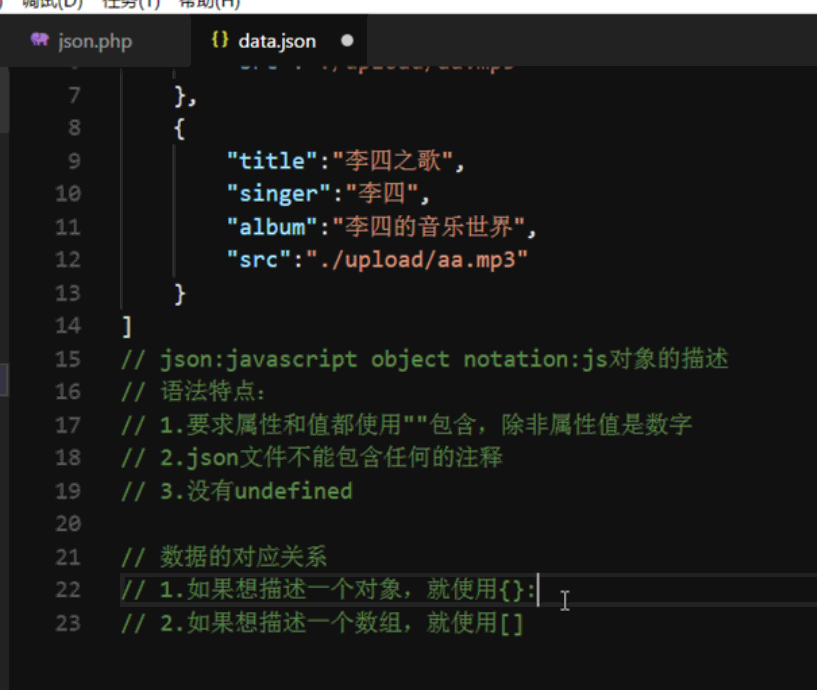 调试(D) 任务(T) 帮助(H)
json.php {} data.json
7 },
8 {
9 "title":"李四之歌",
10 "singer":"李四",
11 "album":"李四的音乐世界",
12 "src":"./upload/aa.mp3"
13 }
14 ]
15 // json:javascript object notation:js对象的描述
16 // 语法特点:
17 // 1.要求属性和值都使用""包含，除非属性值是数字
18 // 2.json文件不能包含任何的注释
19 // 3.没有undefined
20
21 // 数据的对应关系
22 // 1.如果想描述一个对象，就使用{}:
23 // 2.如果想描述一个数组，就使用[]